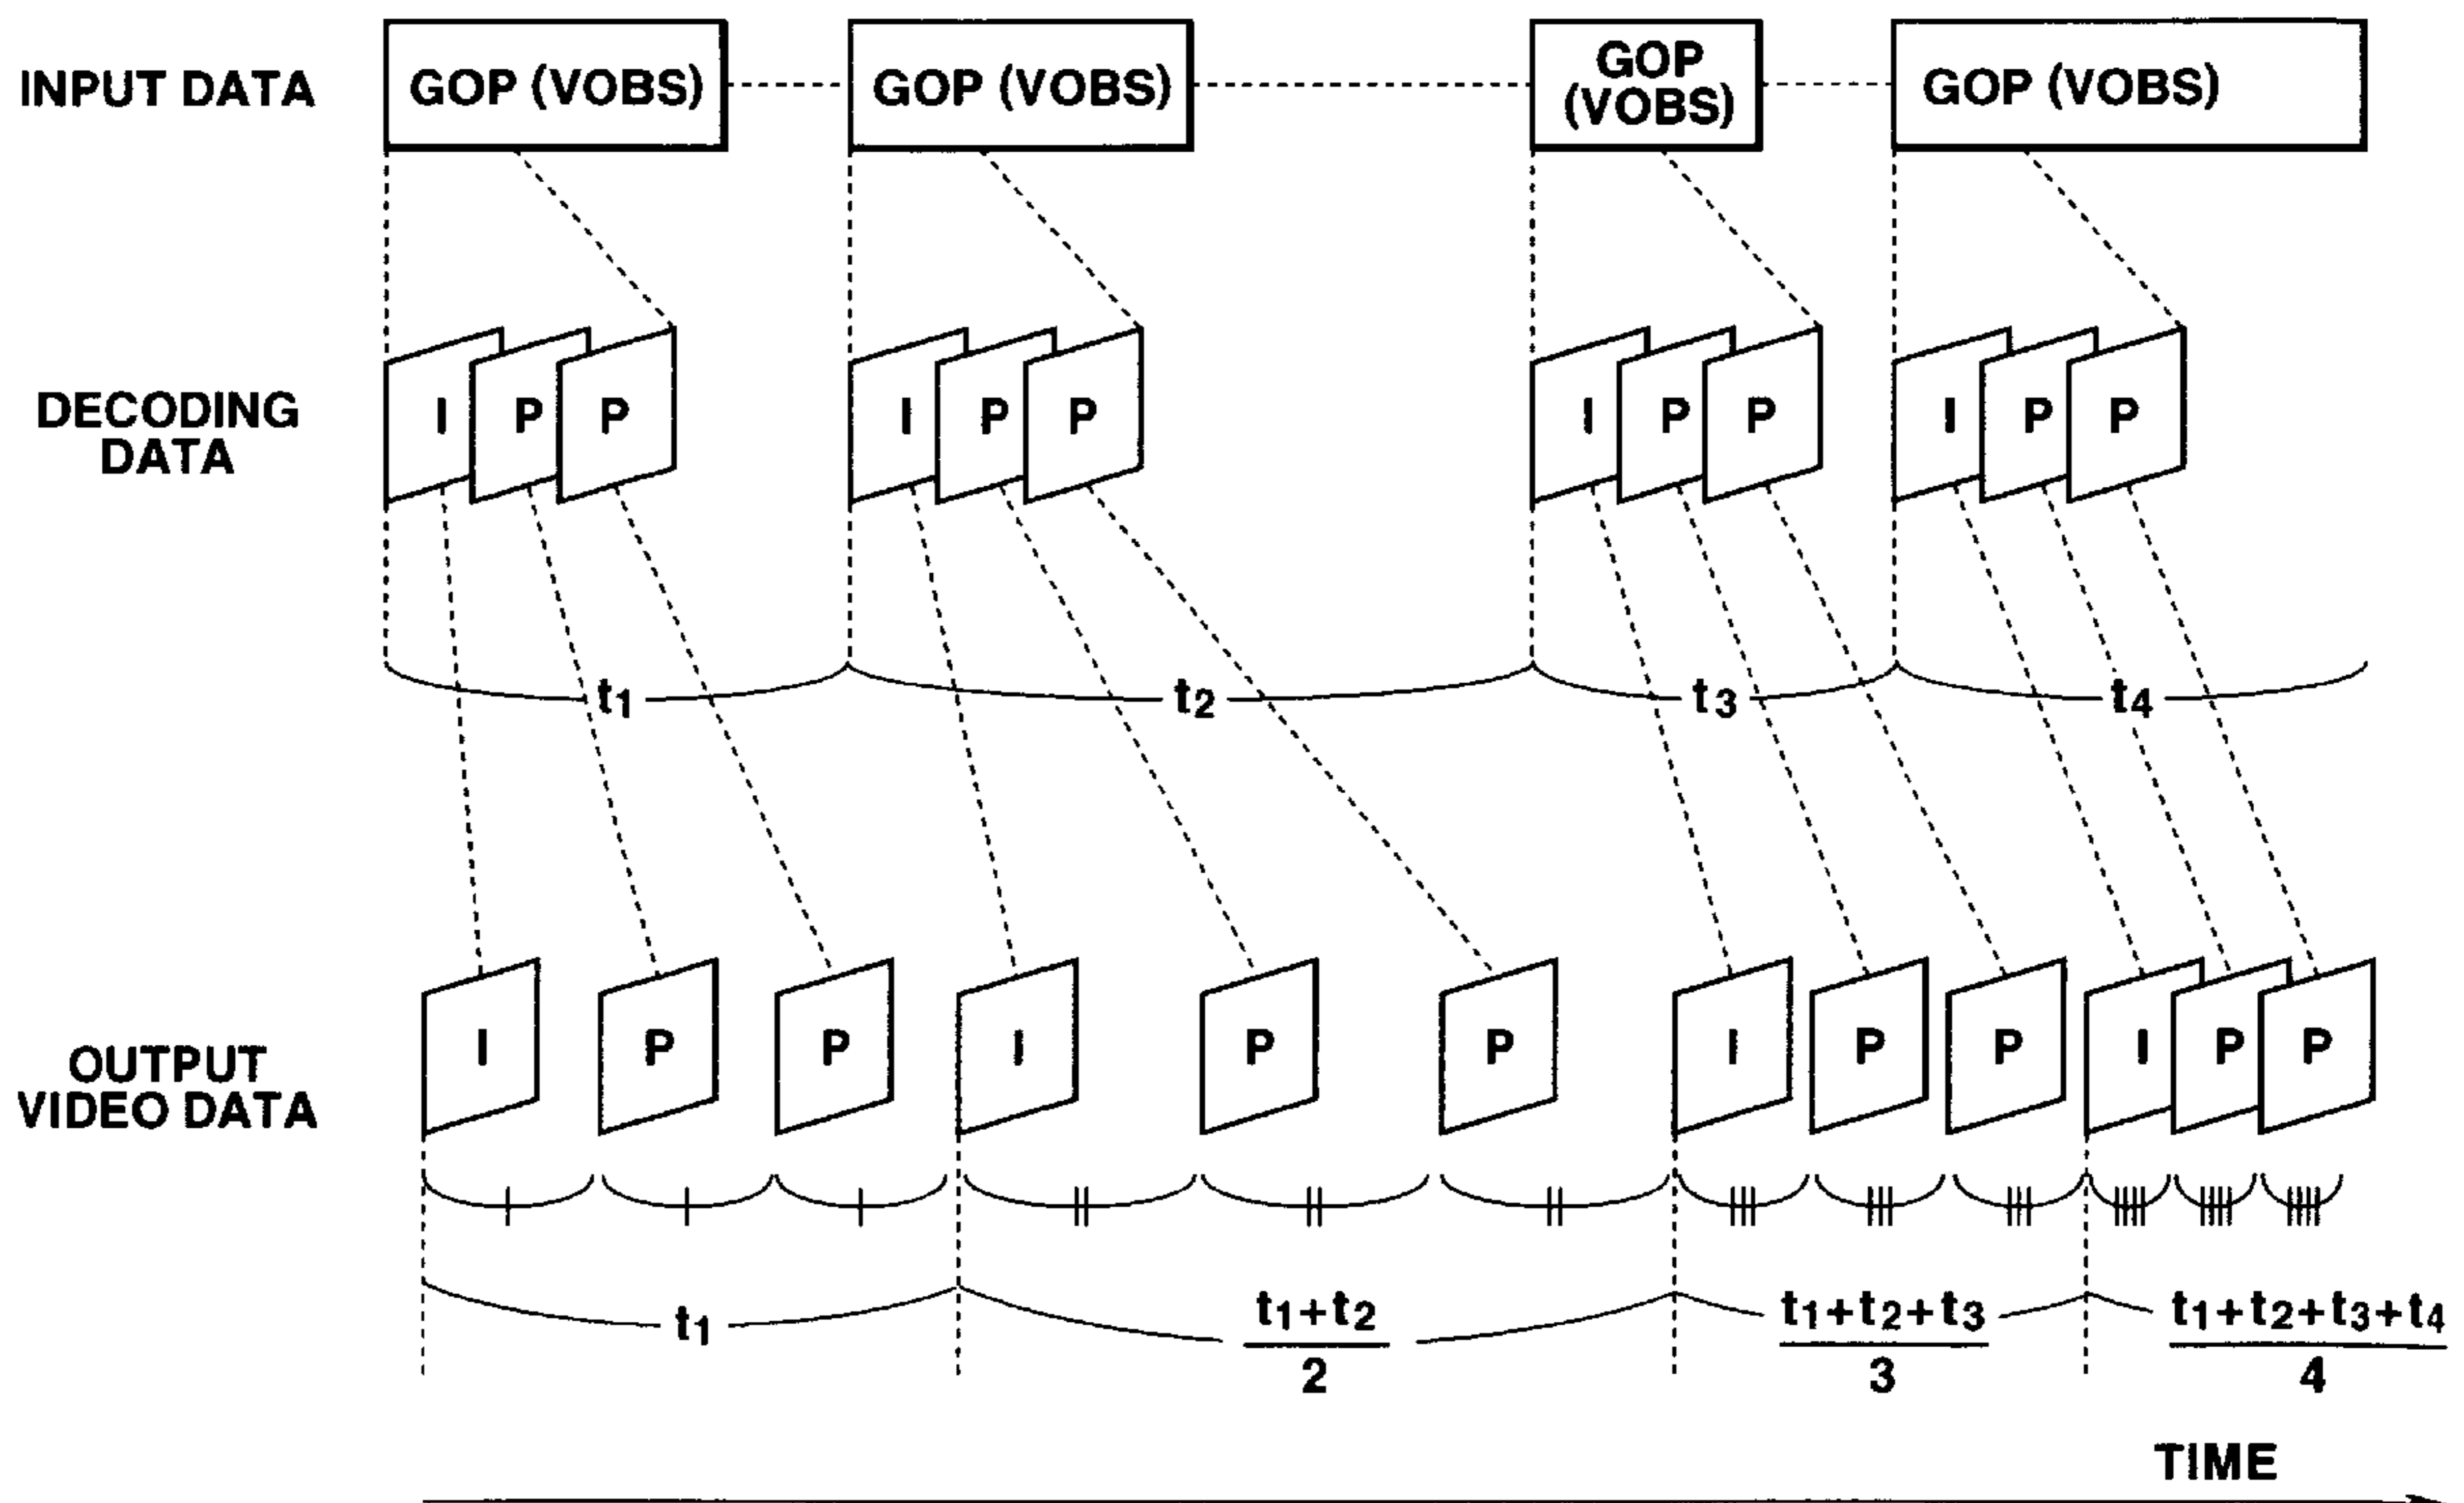 INPUT DATA
GOP (VOBS)
GOP (VOBS)
GOP
(VOBS)
GOP (VOBS)
DECODING
DATA
I P P
I P P
I P P
I P P
t1
t2
t3
t4
OUTPUT
VIDEO DATA
I P P
I P P
I P P
I P P
t1
t1+t2
2
t1+t2+t3
3
t1+t2+t3+t4
4
TIME